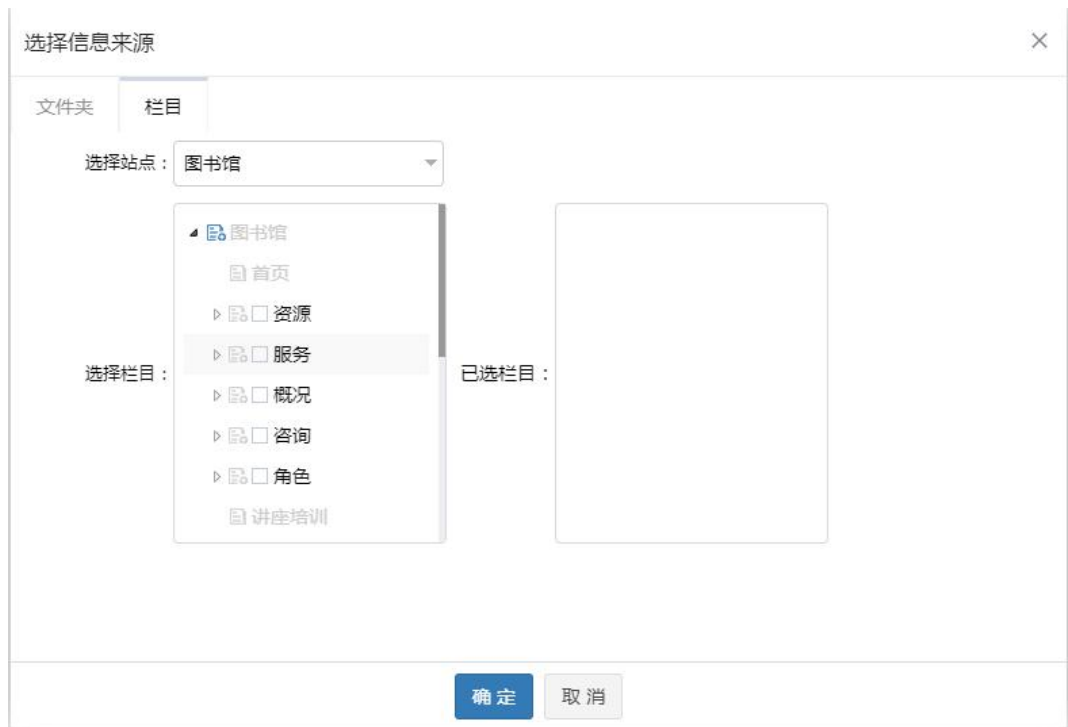 选择信息来源
文件夹 栏目
选择站点： 图书馆
图书馆
首页
资源
服务
选择栏目： 已选栏目：
概况
咨询
角色
讲座培训
确定 取消